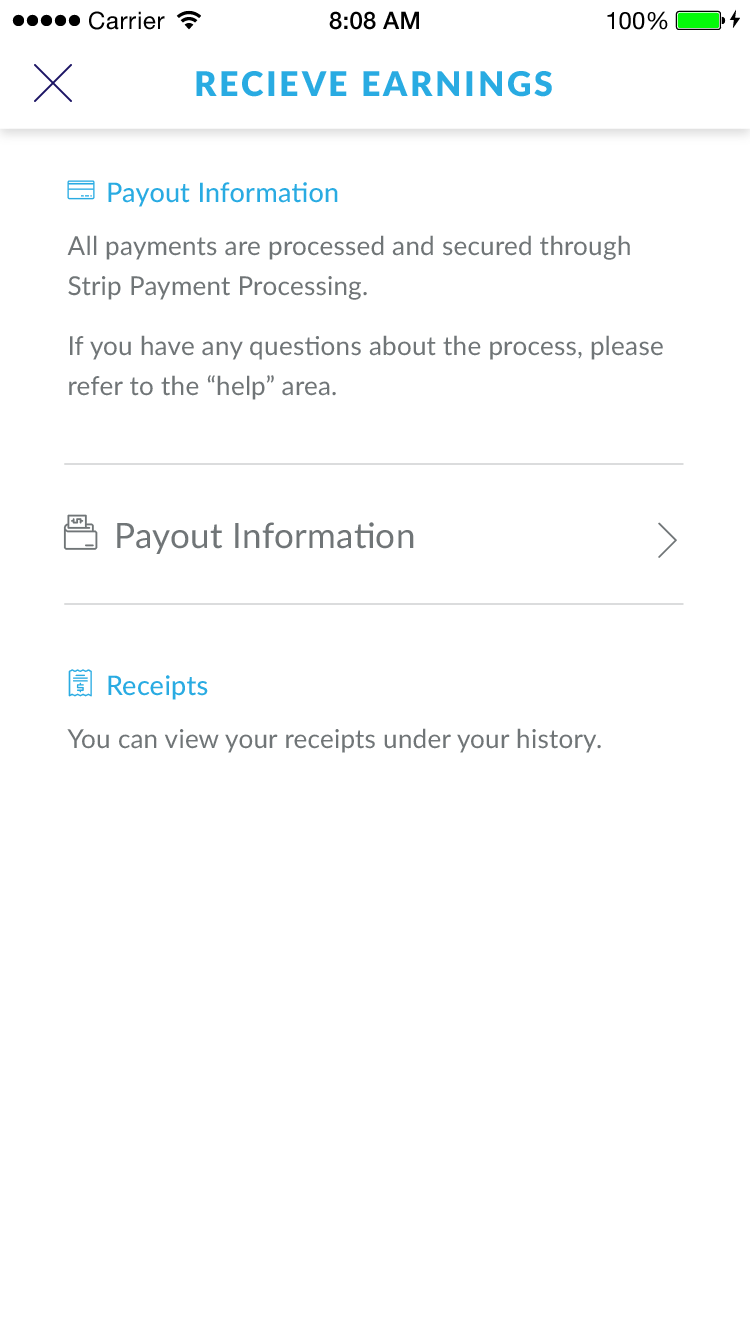 Carrier 8:08 AM 100%
RECIEVE EARNINGS
Payout Information
All payments are processed and secured through
Strip Payment Processing.
If you have any questions about the process, please
refer to the “help” area.
Payout Information
Receipts
You can view your receipts under your history.